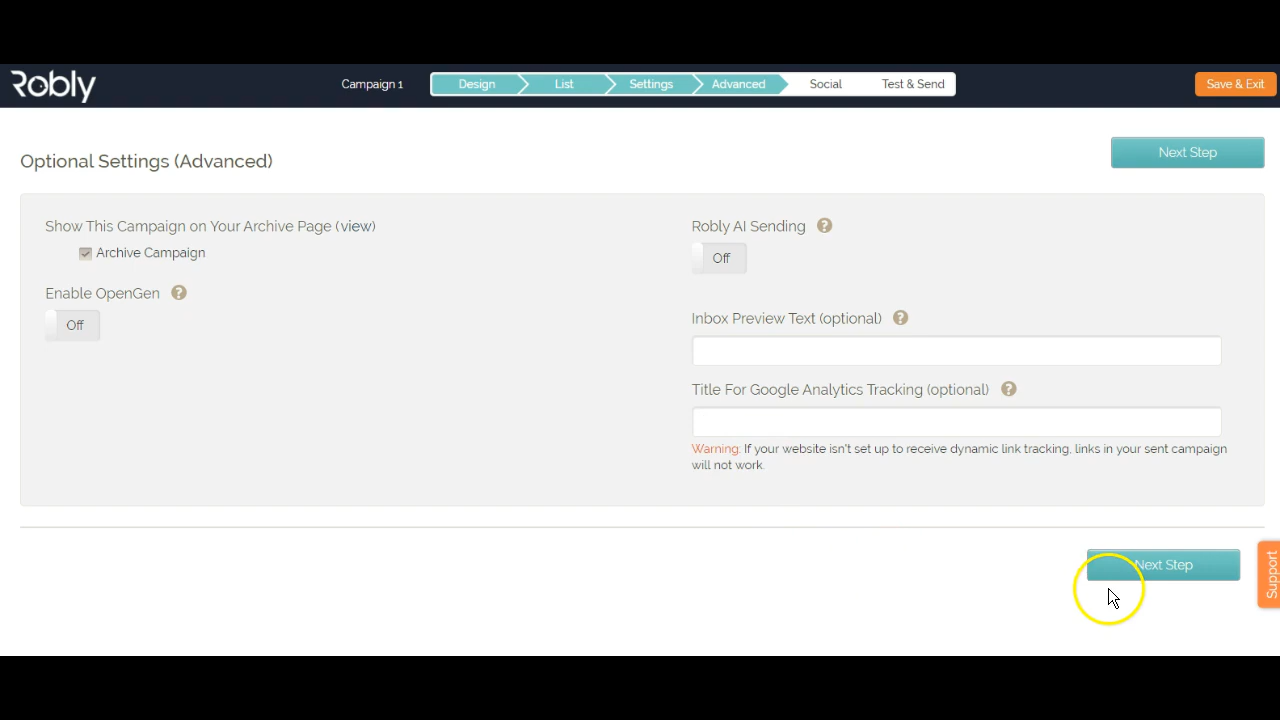 Robly
Campaign 1
Design
List
Settings
Advanced
Social
Test & Send
Save & Exit
Optional Settings (Advanced)
Next Step
Show This Campaign on Your Archive Page (view)
Archive Campaign
Enable OpenGen ?
Off
Robly AI Sending ?
Off
Inbox Preview Text (optional) ?
Title For Google Analytics Tracking (optional) ?
Warning: If your website isn't set up to receive dynamic link tracking, links in your sent campaign
will not work.
Next Step
Support